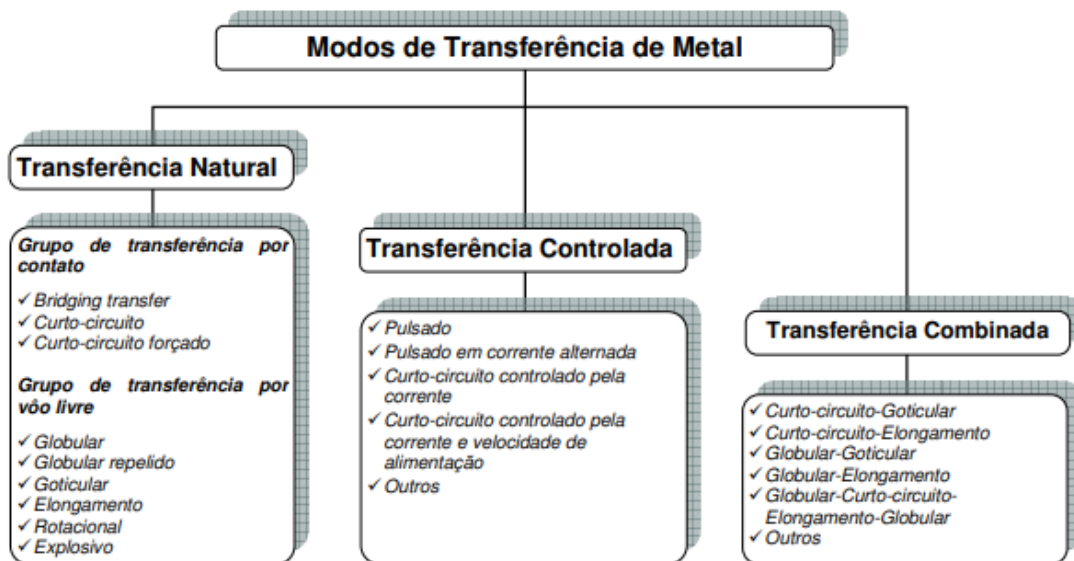 Modos de Transferência de Metal
Transferência Natural
Grupo de transferência por
contato
✓ Bridging transfer
✓ Curto-circuito
✓ Curto-circuito forçado
Grupo de transferência por
vôo livre
✓ Globular
✓ Globular repelido
✓ Goticular
✓ Elongamento
✓ Rotacional
✓ Explosivo
Transferência Controlada
✓ Pulsado
✓ Pulsado em corrente alternada
✓ Curto-circuito controlado pela
corrente
✓ Curto-circuito controlado pela
corrente e velocidade de
alimentação
✓ Outros
Transferência Combinada
✓ Curto-circuito-Goticular
✓ Curto-circuito-Elongamento
✓ Globular-Goticular
✓ Globular-Elongamento
✓ Globular-Curto-circuito-
Elongamento-Globular
✓ Outros